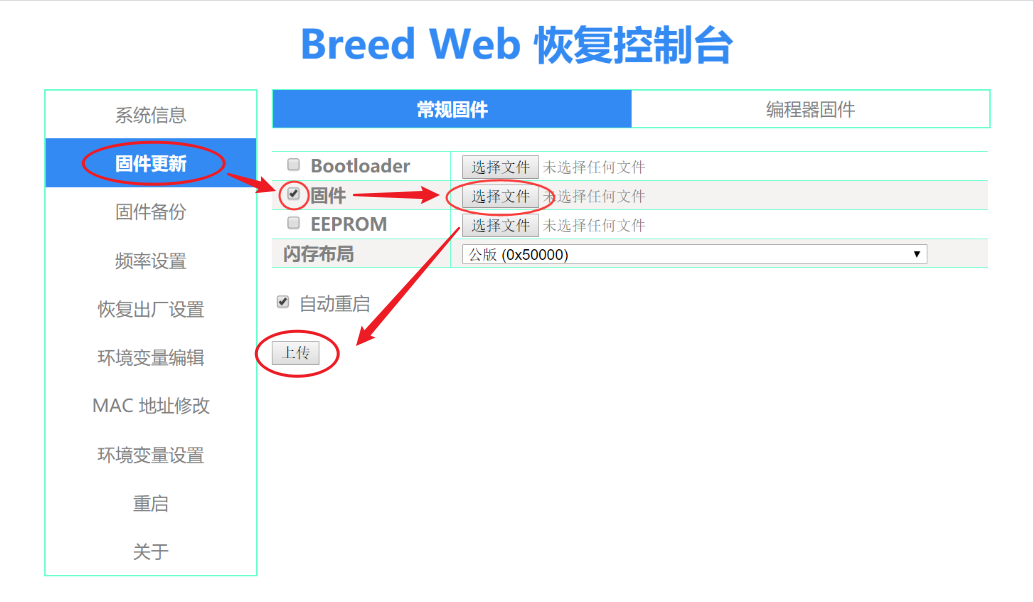 Breed Web 恢复控制台
系统信息
固件更新
固件备份
频率设置
恢复出厂设置
环境变量编辑
MAC 地址修改
环境变量设置
重启
关于
常规固件 编程器固件
Bootloader 选择文件 未选择任何文件
固件 选择文件 未选择任何文件
EEPROM 选择文件 未选择任何文件
闪存布局 公版 (0x50000)
自动重启
上传